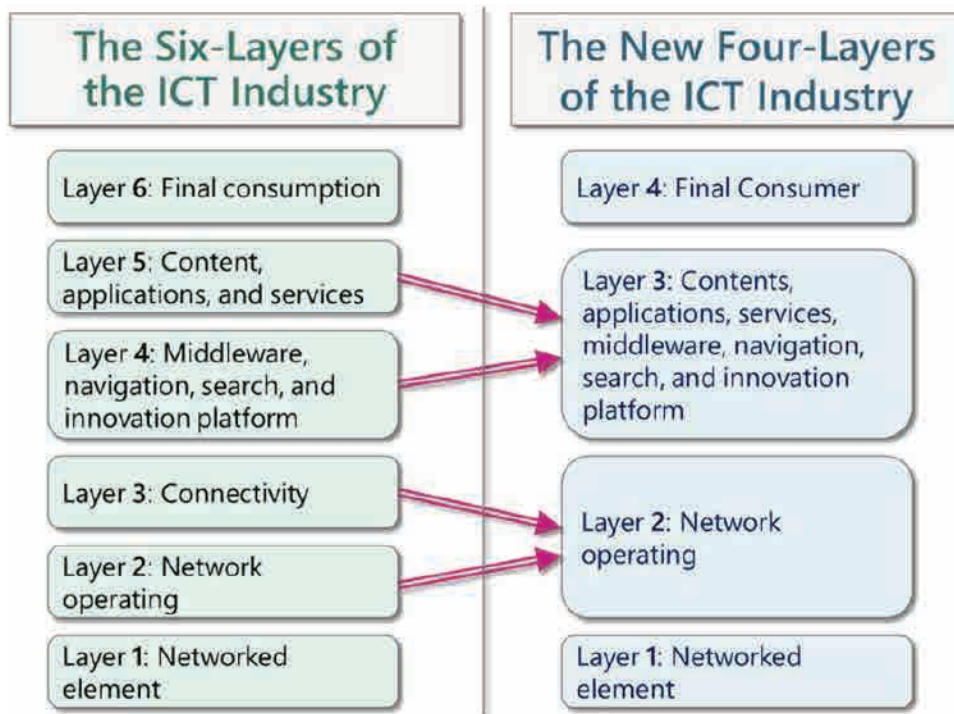 The Six-Layers of
the ICT Industry
Layer 6: Final consumption
Layer 5: Content,
applications, and services
Layer 4: Middleware,
navigation, search, and
innovation platform
Layer 3: Connectivity
Layer 2: Network
operating
Layer 1: Networked
element
The New Four-Layers
of the ICT Industry
Layer 4: Final Consumer
Layer 3: Contents,
applications, services,
middleware, navigation,
search, and innovation
platform
Layer 2: Network
operating
Layer 1: Networked
element